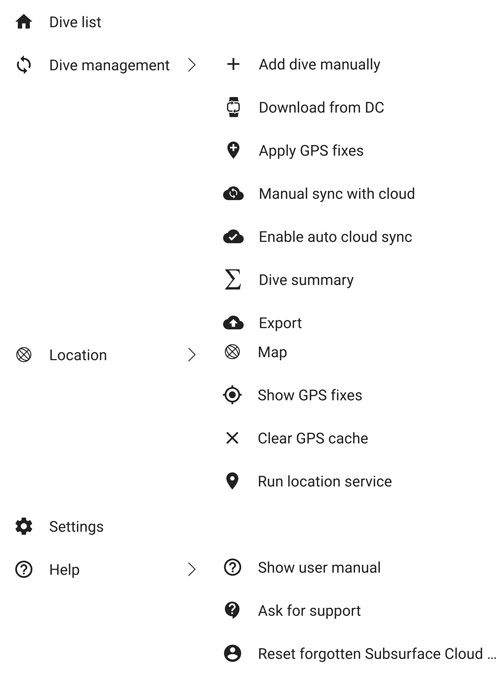 Dive list
Dive management
Add dive manually
Download from DC
Apply GPS fixes
Manual sync with cloud
Enable auto cloud sync
Dive summary
Export
Location
Map
Show GPS fixes
Clear GPS cache
Run location service
Settings
Help
Show user manual
Ask for support
Reset forgotten Subsurface Cloud ...